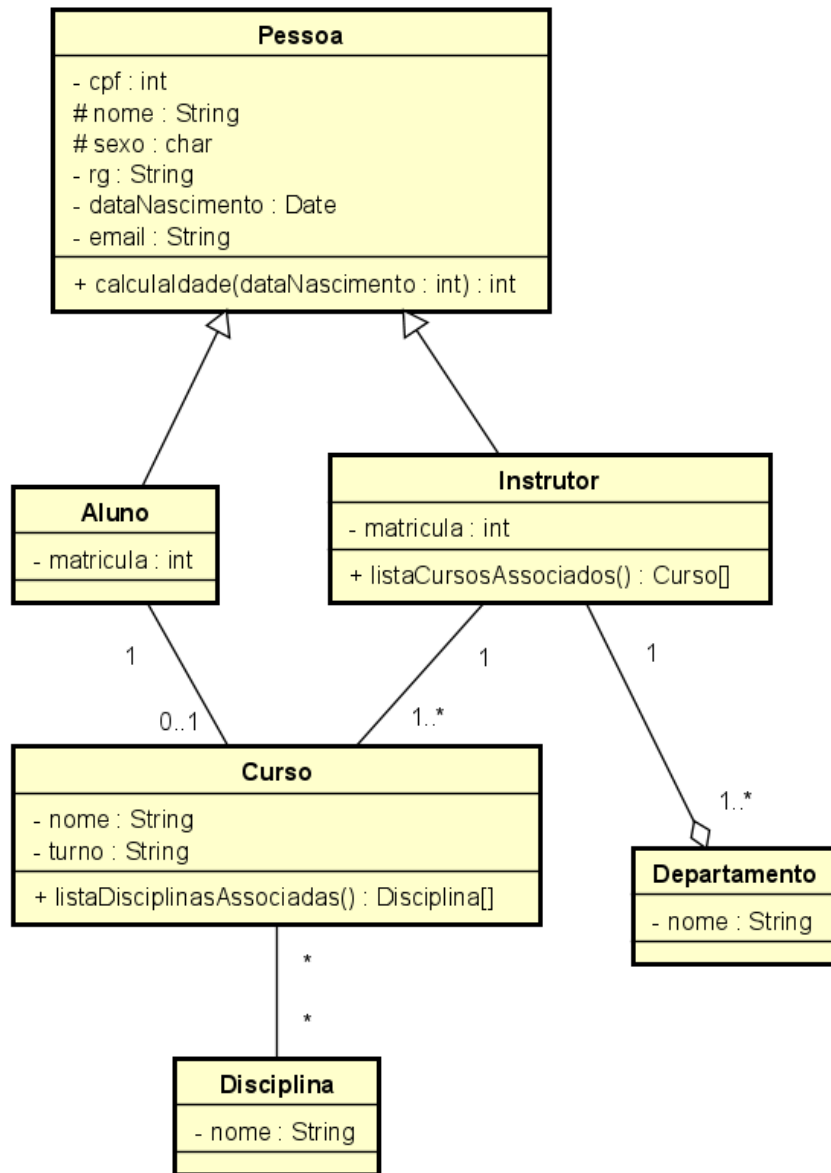 Pessoa
- cpf : int
# nome : String
# sexo : char
- rg : String
- dataNascimento : Date
- email : String
+ calculaIdade(dataNascimento : int) : int
Aluno
- matricula : int
Instrutor
- matricula : int
+ listaCursosAssociados() : Curso[]
1
0..1
1
1..*
1
1..*
Curso
- nome : String
- turno : String
+ listaDisciplinasAssociadas() : Disciplina[]
Departamento
- nome : String
*
*
Disciplina
- nome : String